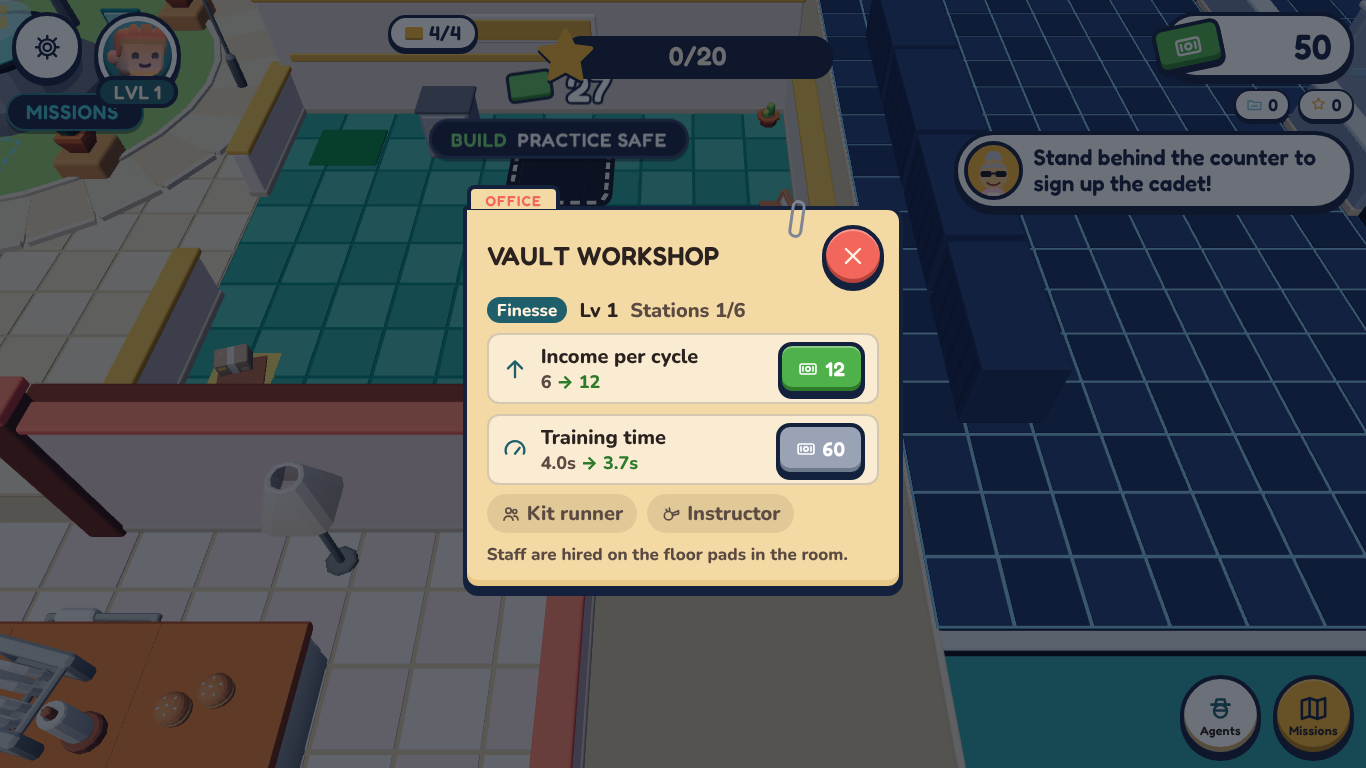 4/4
0/20
50
LVL 1
MISSIONS
27
0
0
BUILD PRACTICE SAFE
Stand behind the counter to
sign up the cadet!
OFFICE
VAULT WORKSHOP
Finesse Lv 1 Stations 1/6
Income per cycle
6 → 12
12
Training time
4.0s → 3.7s
60
Kit runner
Instructor
Staff are hired on the floor pads in the room.
Agents
Missions